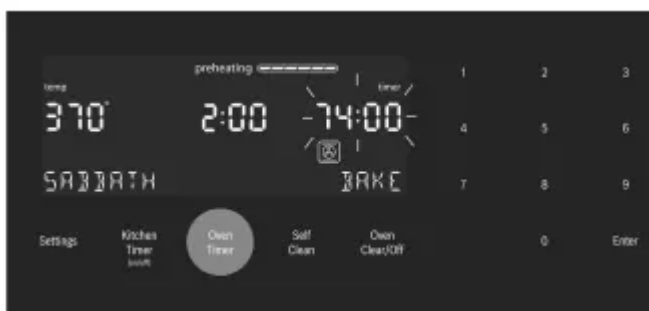 preheating
temp
timer
370°
2:00
74:00
SABBATH
BAKE
1 2 3
4 5 6
7 8 9
0 Enter
Settings
Kitchen
Timer
Oven
Timer
Self
Clean
Oven
Clear/Off